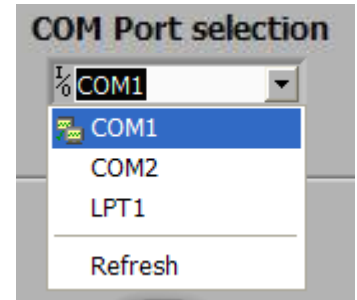 COM Port selection
I/O COM1
COM1
COM2
LPT1
Refresh